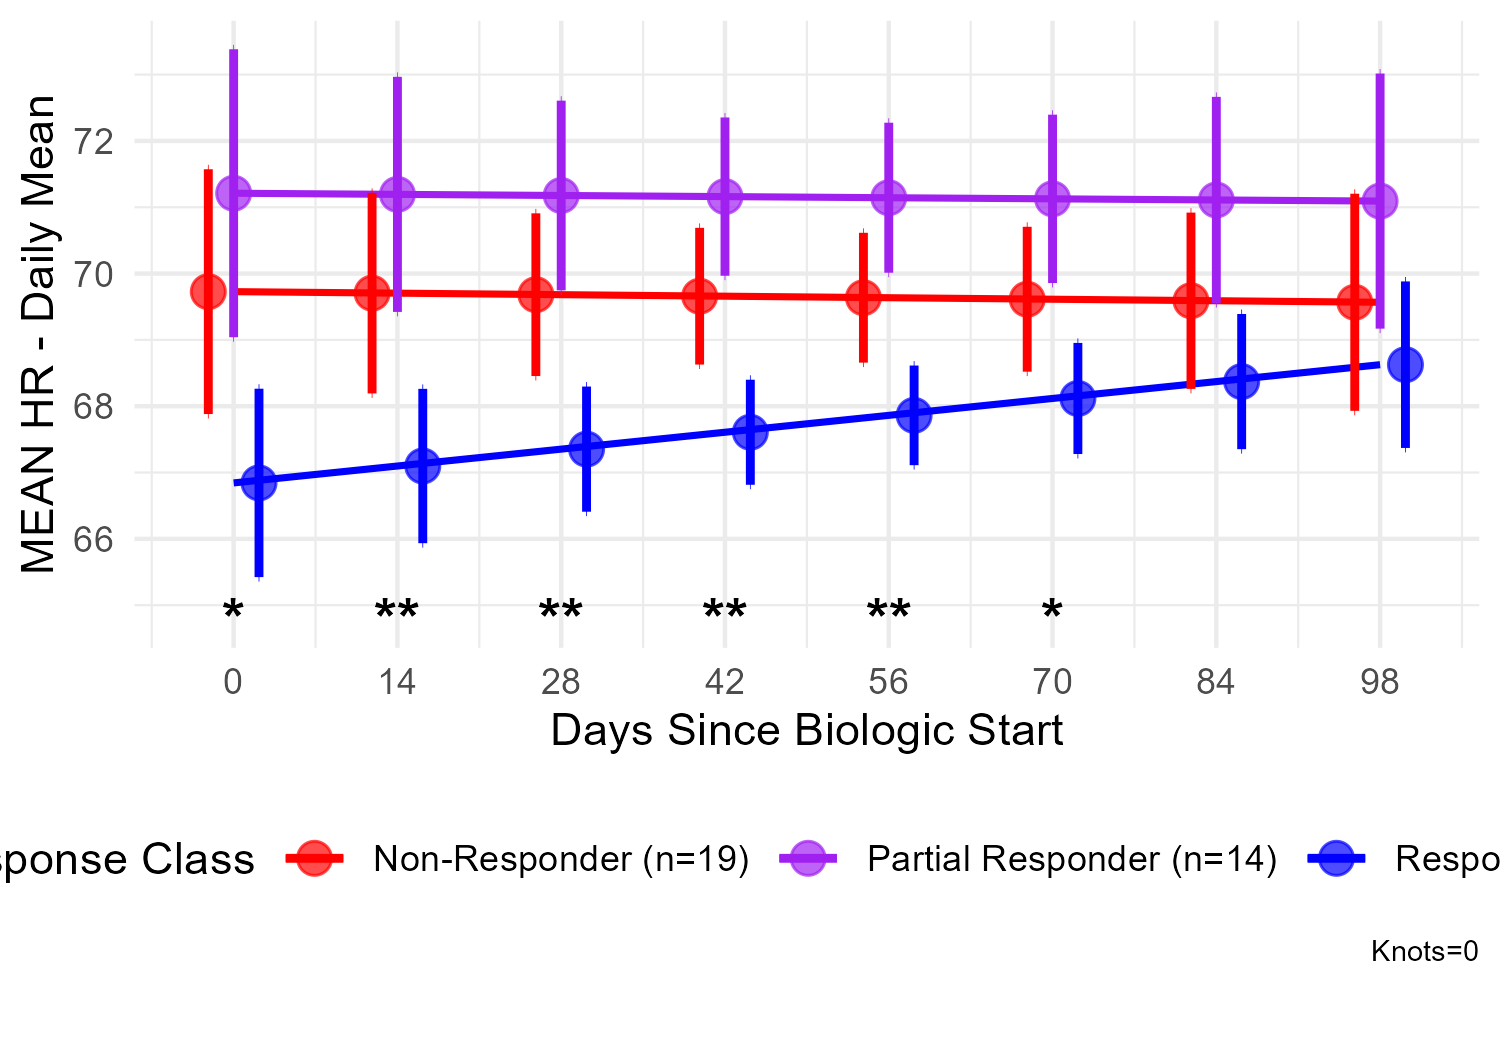 MEAN HR - Daily Mean
72
70
68
66
* ** ** ** ** *
0 14 28 42 56 70 84 98
Days Since Biologic Start
sponse Class Non-Responder (n=19) Partial Responder (n=14) Respo
Knots=0